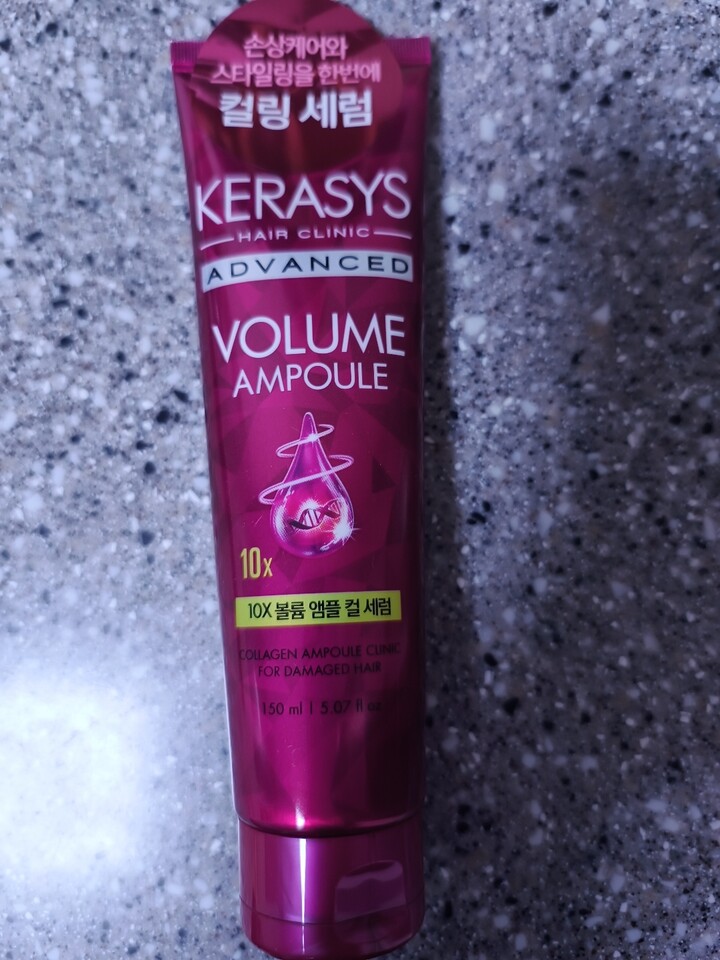 손상케어와
스타일링을 한번에
컬링 세럼
KERASYS
HAIR CLINIC
ADVANCED
VOLUME
AMPOULE
10x
10X 볼륨 앰플 컬 세럼
COLLAGEN AMPOULE CLINIC
FOR DAMAGED HAIR
150 ml | 5.07 fl oz